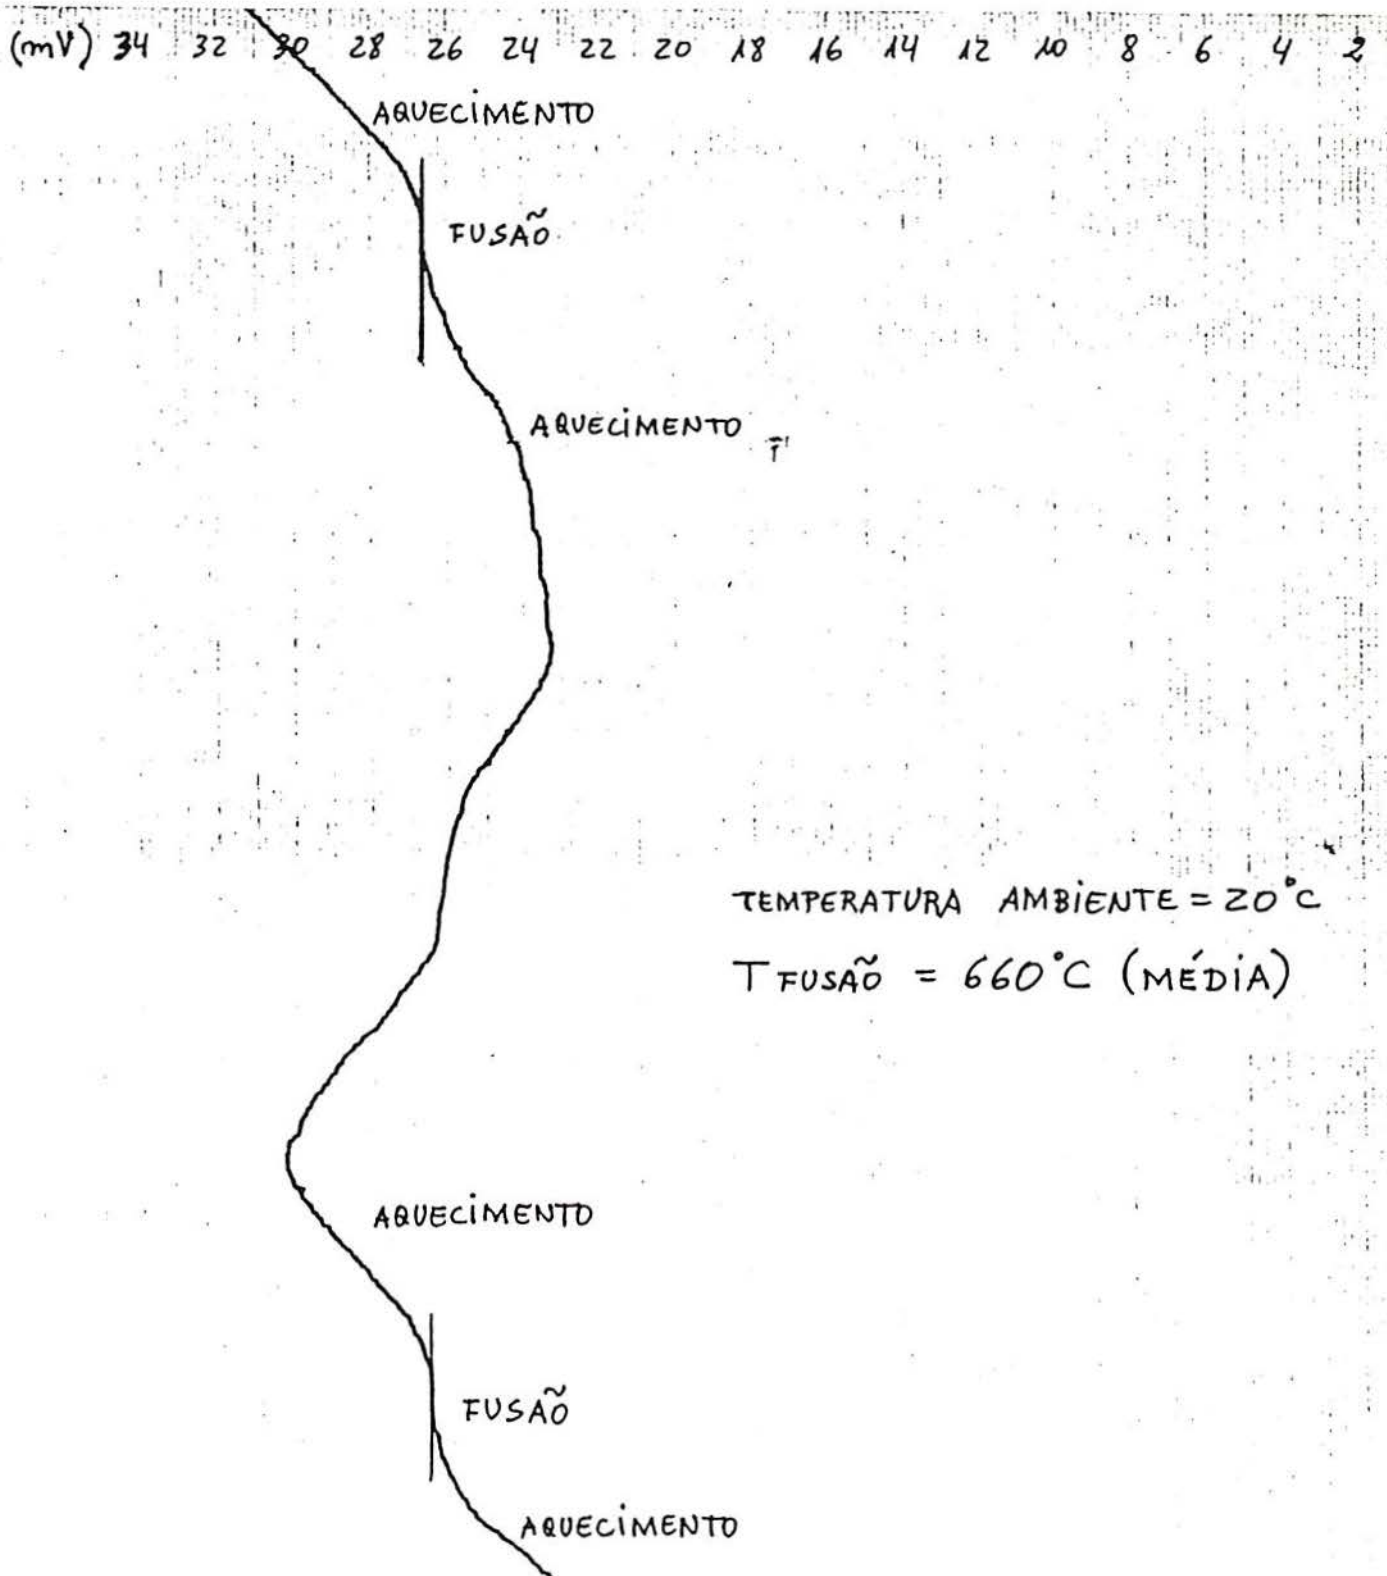 (mV) 34 32 30 28 26 24 22 20 18 16 14 12 10 8 6 4 2
AQUECIMENTO
FUSÃO
AQUECIMENTO
TEMPERATURA AMBIENTE = 20°C
T FUSÃO = 660°C (MÉDIA)
AQUECIMENTO
FUSÃO
AQUECIMENTO